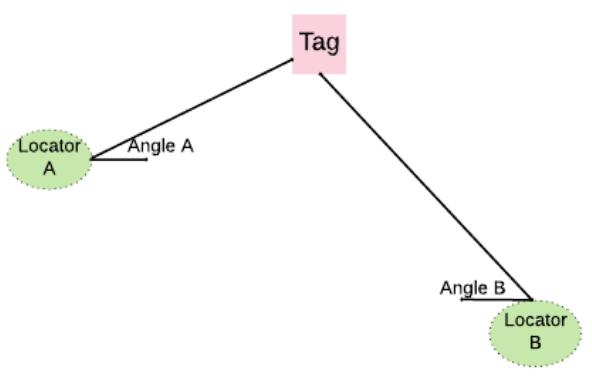 Tag
Locator
A
Angle A
Angle B
Locator
B